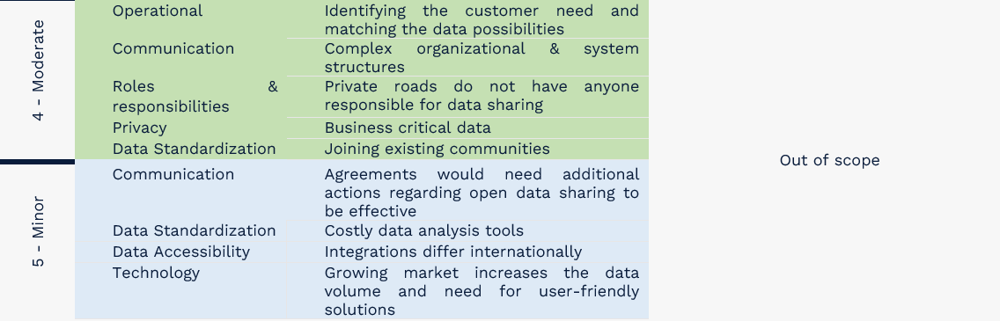 4 - Moderate
Operational
Identifying the customer need and
matching the data possibilities
Communication
Complex organizational & system
structures
Roles &
responsibilities
Private roads do not have anyone
responsible for data sharing
Privacy
Business critical data
Data Standardization
Joining existing communities
5 - Minor
Communication
Agreements would need additional
actions regarding open data sharing to
be effective
Data Standardization
Costly data analysis tools
Data Accessibility
Integrations differ internationally
Technology
Growing market increases the data
volume and need for user-friendly
solutions
Out of scope